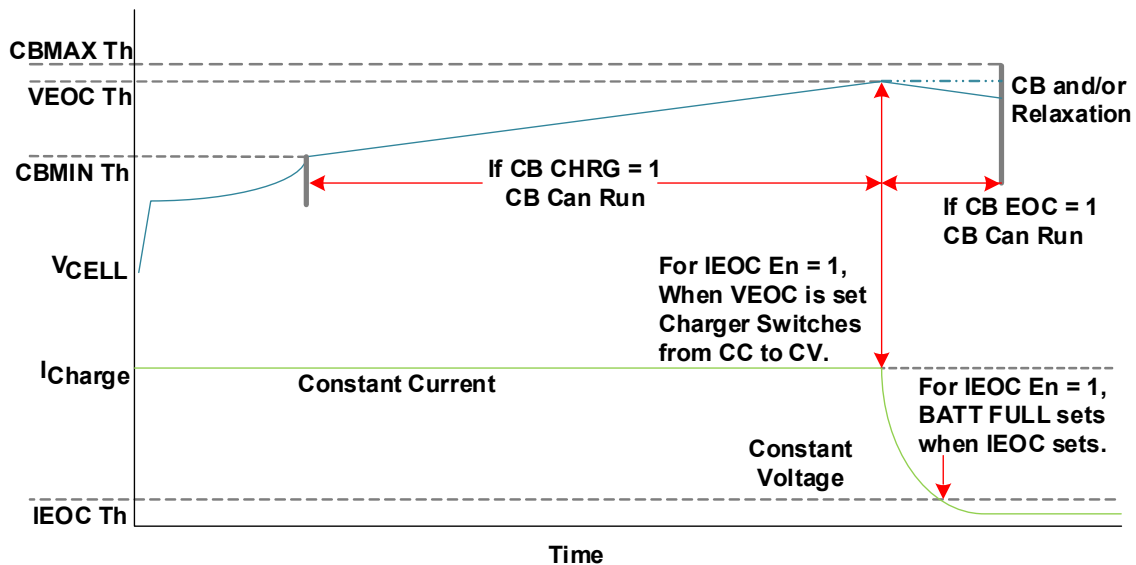 CBMAX Th
VEOC Th
CB and/or
Relaxation
CBMIN Th
If CB CHRG = 1
CB Can Run
If CB EOC = 1
CB Can Run
VCELL
For IEOC En = 1,
When VEOC is set
Charger Switches
from CC to CV.
ICharge
Constant Current
For IEOC En = 1,
BATT FULL sets
when IEOC sets.
Constant
Voltage
IEOC Th
Time